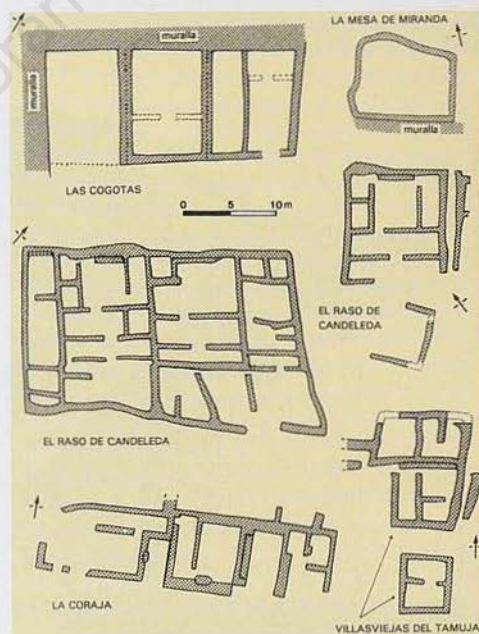 muralla
muralla
LAS COGOTAS
LA MESA DE MIRANDA
muralla
0 5 10 m
EL RASO DE CANDELEDA
EL RASO DE
CANDELEDA
LA CORAJA
VILLASVIEJAS DEL TAMUJA